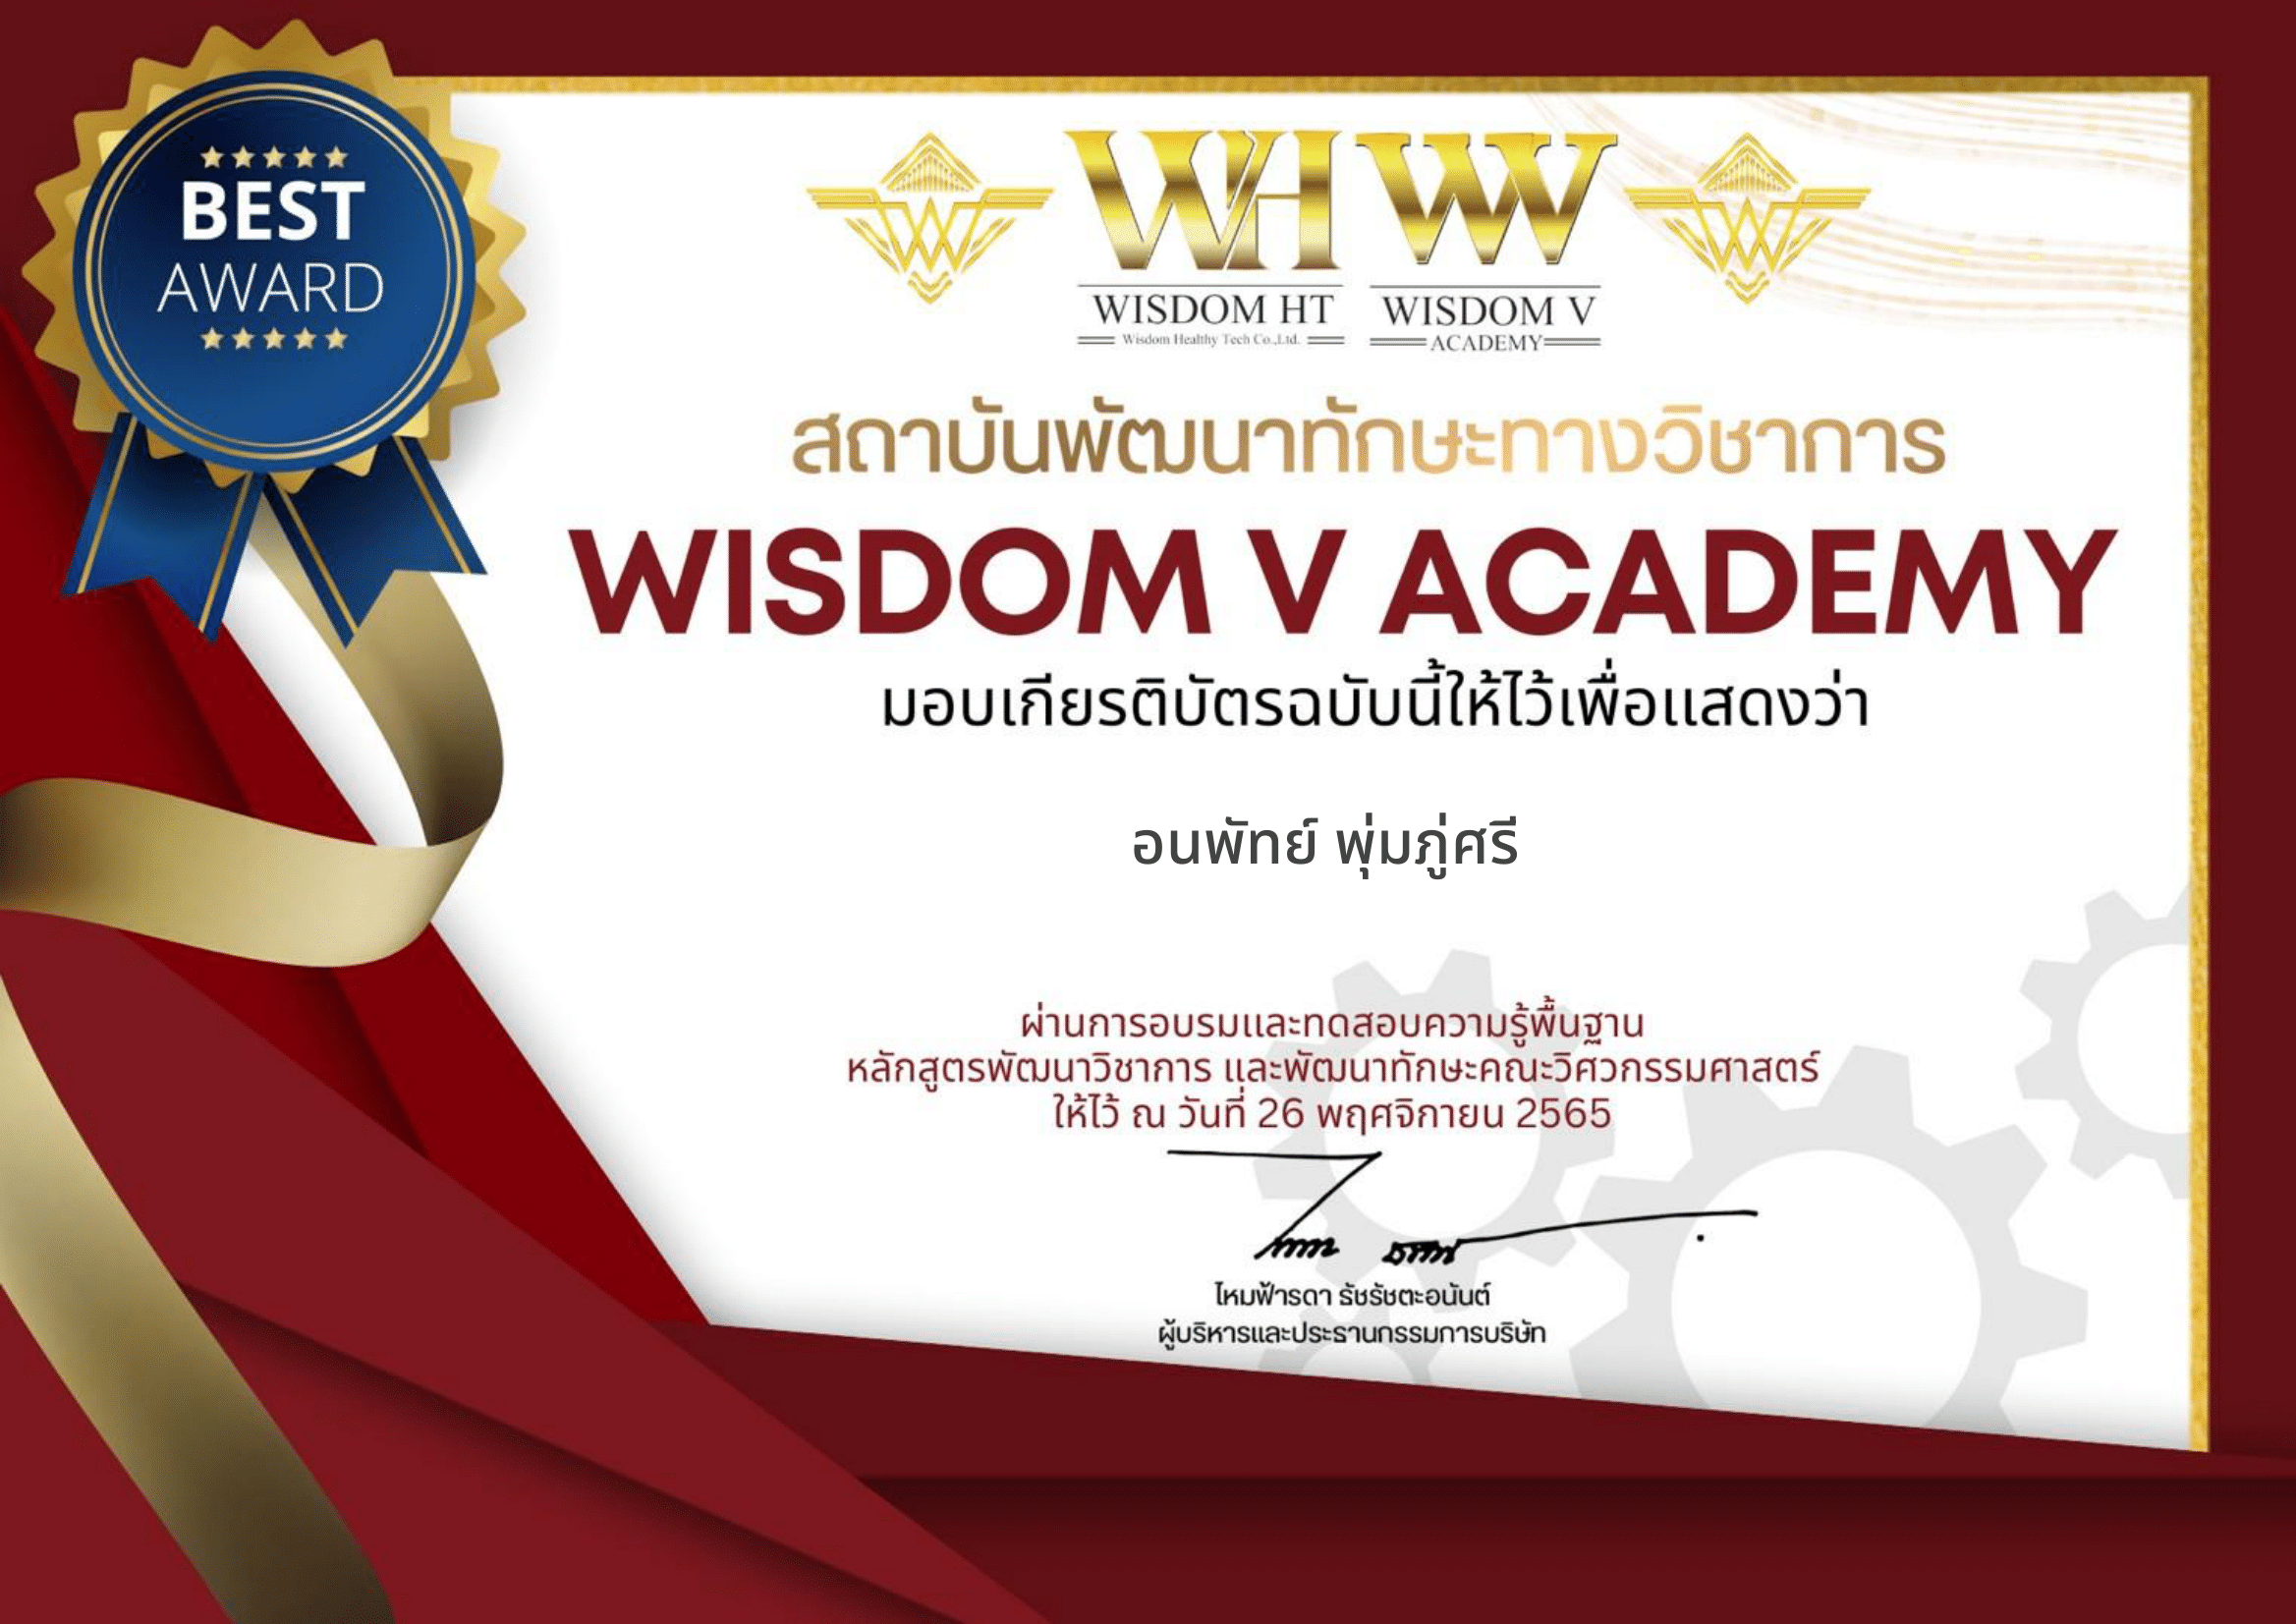 BEST
AWARD
WISDOM HT
Wisdom Healthy Tech Co.,Ltd.
WISDOM V
ACADEMY
สถาบันพัฒนาทักษะทางวิชาการ
WISDOM V ACADEMY
มอบเกียรติบัตรฉบับนี้ให้ไว้เพื่อแสดงว่า
อนพัทย์ พุ่มภู่ศรี
ผ่านการอบรมและทดสอบความรู้พื้นฐาน
หลักสูตรพัฒนาวิชาการ และพัฒนาทักษะคณะวิศวกรรมศาสตร์
ให้ไว้ ณ วันที่ 26 พฤศจิกายน 2565
ไหมฟ้ารดา ธัชรัชตะอนันต์
ผู้บริหารและประธานกรรมการบริษัท